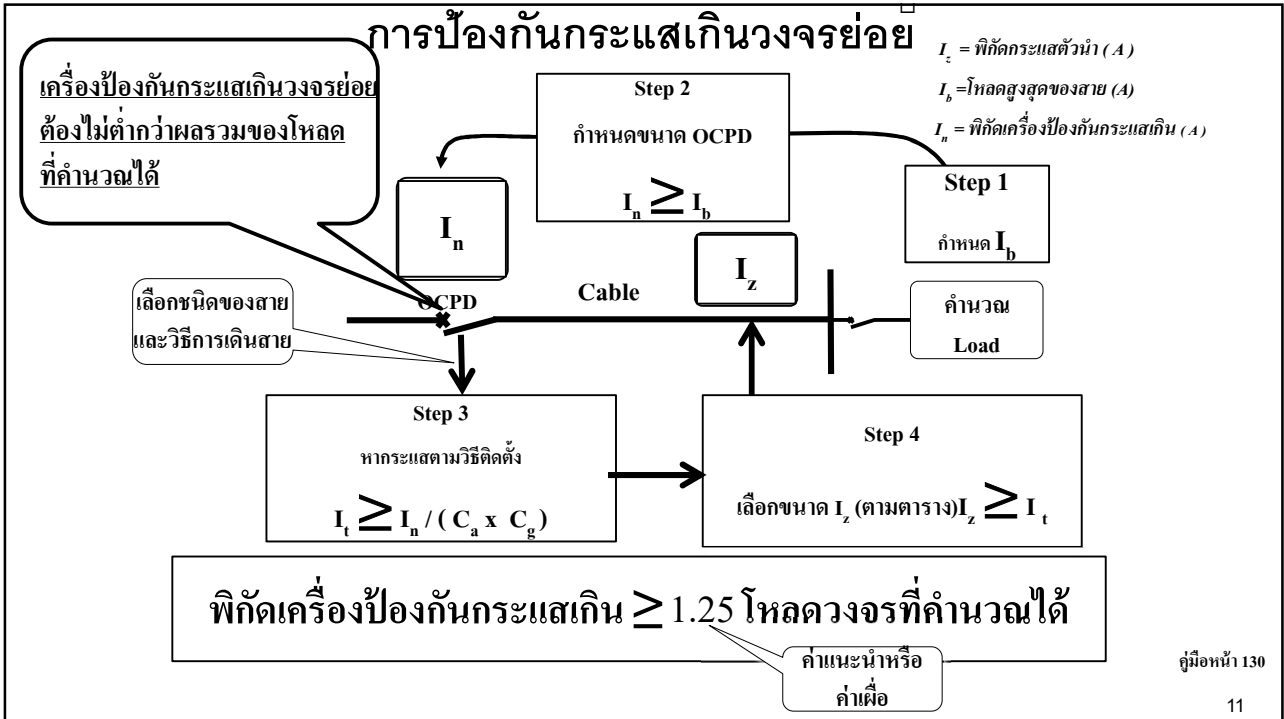 การป้องกันกระแสเกินวงจรย่อย
เครื่องป้องกันกระแสเกินวงจรย่อย
ต้องไม่ต่ำกว่าผลรวมของโหลด
ที่คำนวณได้
I_z = พิกัดกระแสตัวนำ ( A )
I_b =โหลดสูงสุดของสาย (A)
I_n = พิกัดเครื่องป้องกันกระแสเกิน ( A )
Step 2
กำหนดขนาด OCPD
I_n ≥ I_b
Step 1
กำหนด I_b
I_n
I_z
เลือกชนิดของสาย
และวิธีการเดินสาย
OCPD
Cable
คำนวณ
Load
Step 3
หากระแสตามวิธีติดตั้ง
I_t ≥ I_n / ( C_a x C_g )
Step 4
เลือกขนาด I_z (ตามตาราง)I_z ≥ I_t
พิกัดเครื่องป้องกันกระแสเกิน ≥ 1.25 โหลดวงจรที่คำนวณได้
ค่าแนะนำหรือ
ค่าเผื่อ
คู่มือหน้า 130
11